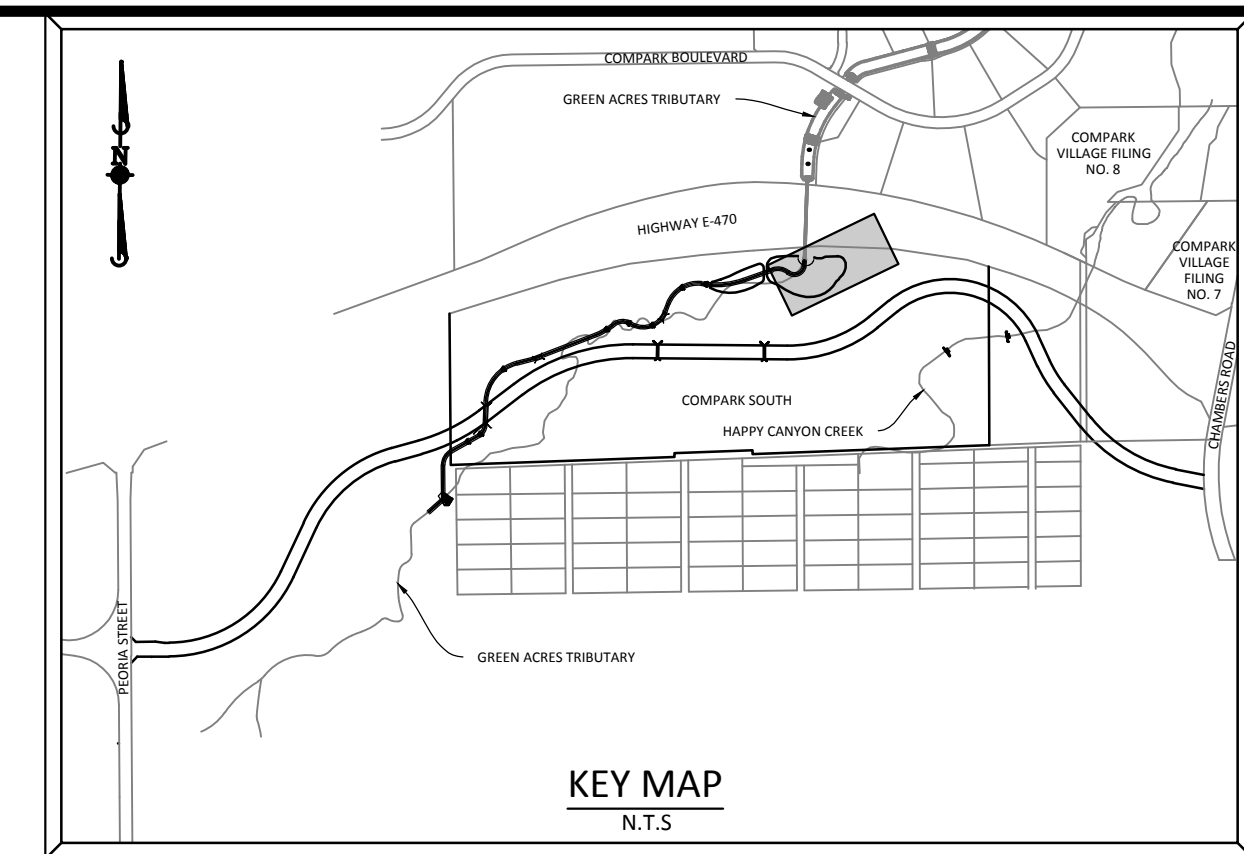 COMPARK BOULEVARD
GREEN ACRES TRIBUTARY
COMPARK
VILLAGE FILING
NO. 8
N
HIGHWAY E-470
COMPARK
VILLAGE
FILING
NO. 7
CHAMBERS ROAD
COMPARK SOUTH
HAPPY CANYON CREEK
PEORIA STREET
GREEN ACRES TRIBUTARY
KEY MAP
N.T.S